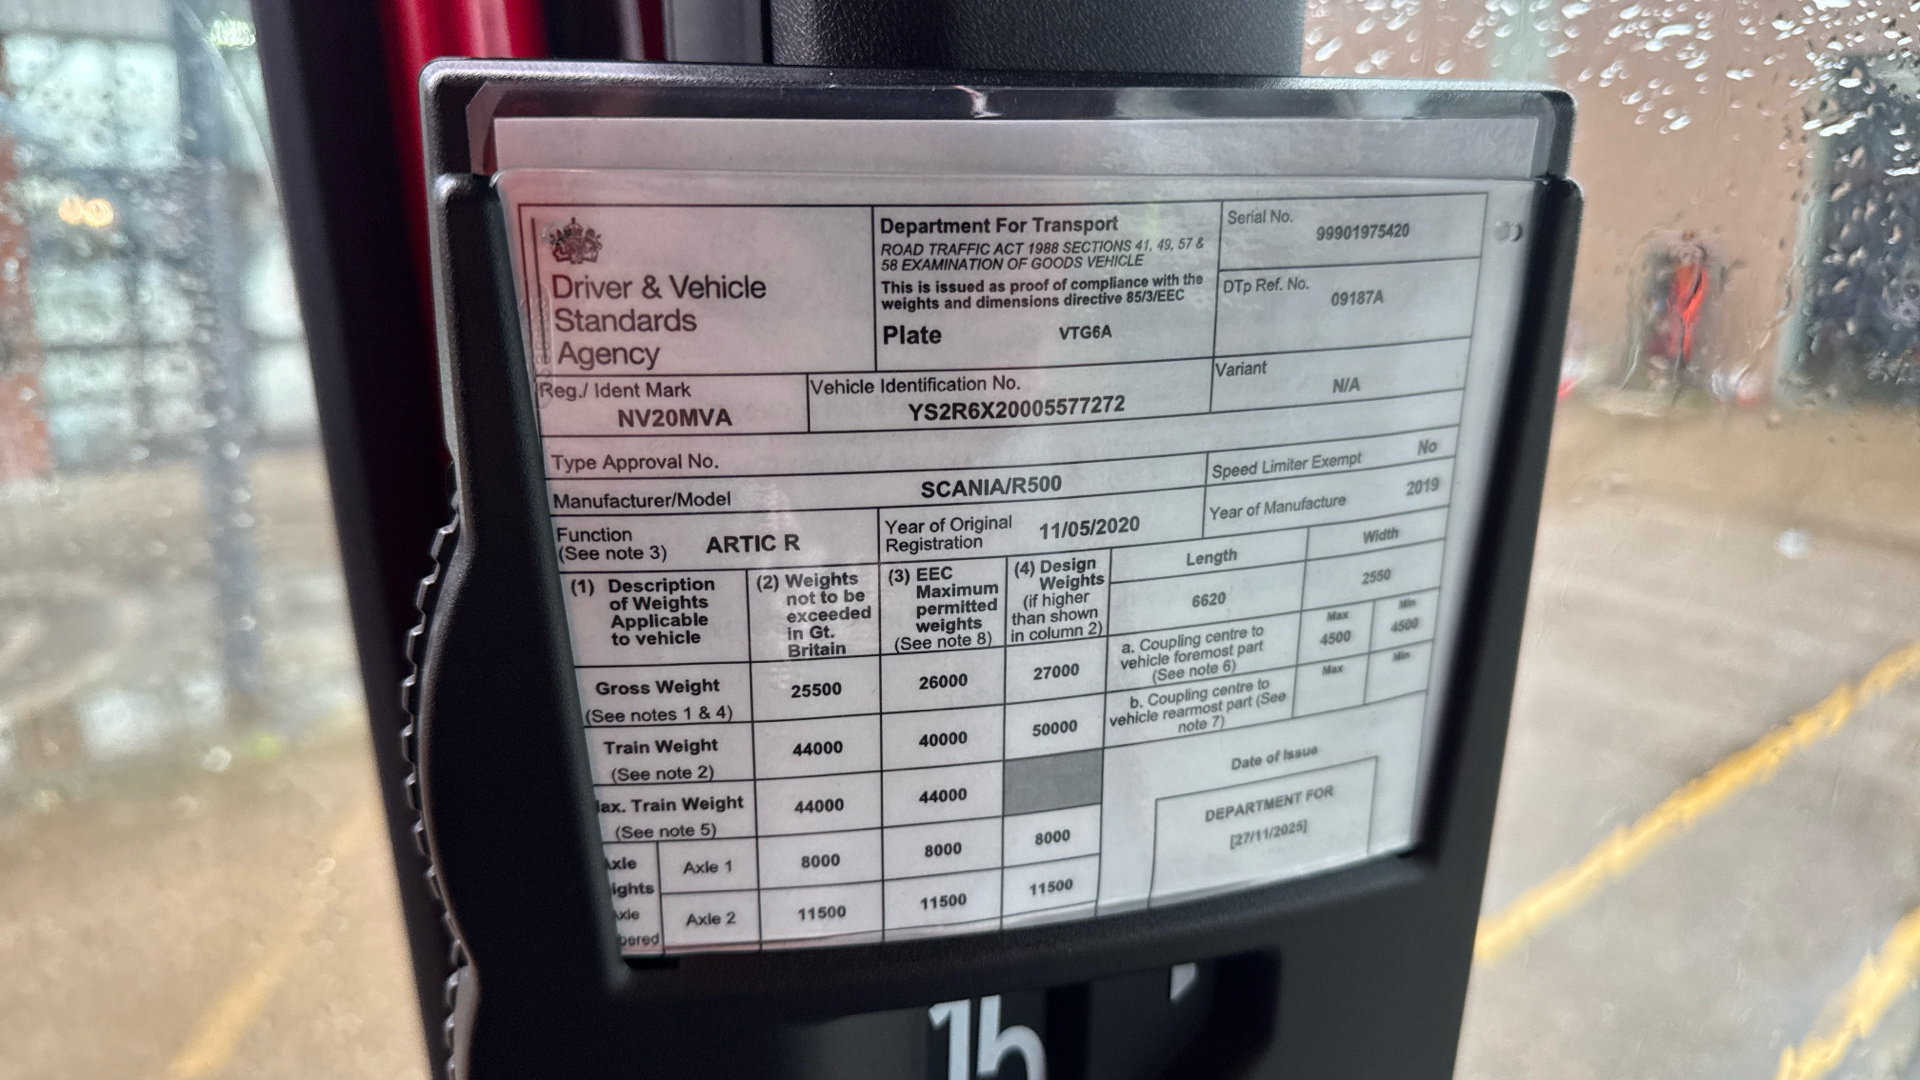 Driver & Vehicle
Standards
Agency
Department For Transport
ROAD TRAFFIC ACT 1988 SECTIONS 41, 49, 57 &
58 EXAMINATION OF GOODS VEHICLE
This is issued as proof of compliance with the
weights and dimensions directive 85/3/EEC
Plate VTG6A
Serial No.
99901975420
DTp Ref. No.
09187A
Reg./ Ident Mark
NV20MVA
Vehicle Identification No.
YS2R6X20005577272
Variant
N/A
Type Approval No.
Speed Limiter Exempt No
Manufacturer/Model SCANIA/R500
Year of Manufacture 2019
Function
(See note 3) ARTIC R
Year of Original
Registration 11/05/2020
Length
6620
Width
2550
(1) Description
of Weights
Applicable
to vehicle
(2) Weights
not to be
exceeded
in Gt.
Britain
(3) EEC
Maximum
permitted
weights
(See note 8)
(4) Design
Weights
(if higher
than shown
in column 2)
a. Coupling centre to
vehicle foremost part
(See note 6)
Max
4500
Min
4500
b. Coupling centre to
vehicle rearmost part (See
note 7)
Max
Min
Gross Weight
(See notes 1 & 4)
25500 26000 27000
Train Weight
(See note 2)
44000 40000 50000
ax. Train Weight
(See note 5)
44000 44000
xle
ights
xle
bered
Axle 1 8000 8000 8000
Axle 2 11500 11500 11500
Date of Issue
DEPARTMENT FOR
[27/11/2025]